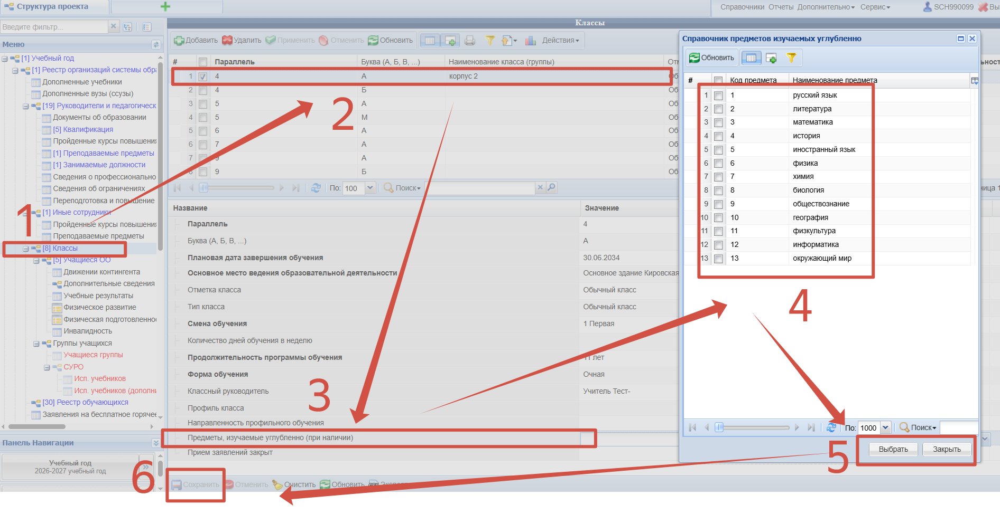 Структура проекта
Справочники Отчеты Дополнительно Сервис SCH990099 Вы
Введите фильтр...
Классы
Меню
Добавить Удалить Применить Отменить Обновить Действия
[1] Учебный год
[1] Реестр организаций системы обра
Дополненные учебники
Дополненные вузы (ссузы)
[19] Руководители и педагогическ
Документы об образовании
[5] Квалификация
Пройденные курсы повышения
[1] Преподаваемые предметы
[1] Занимаемые должности
Сведения о профессионально
Сведения об ограничениях
Переподготовка и повышение
[1] Иные сотрудники
Пройденные курсы повышения
Преподаваемые предметы
1
[8] Классы
[5] Учащиеся ОО
Движении контингента
Дополнительные сведения
Учебные результаты
Физическое развитие
Физическая подготовленнос
Инвалидность
Группы учащихся
Учащиеся группы
СУРО
Исп. учебников
Исп. учебников (дополни
[30] Реестр обучающихся
Заявления на бесплатное горячее
Панель Навигации
Учебный год
2026-2027 учебный год
# Параллель Буква (А, Б, В, ...) Наименование класса (группы) Отм
1 4 А корпус 2 Об
2 4 Б Об
3 5 А Об
4 5 М Об
5 6 А Об
6 7 А Об
7 9 А Об
8 9 Б Об
2
По: 100 Поиск
ница 1
ьност
Название Значение
Параллель 4
Буква (А, Б, В, ...) А
Плановая дата завершения обучения 30.06.2034
Основное место ведения образовательной деятельности Основное здание Кировская
Отметка класса Обычный класс
Тип класса Обычный класс
Смена обучения 1 Первая
Количество дней обучения в неделю
Продолжительность программы обучения 11 лет
Форма обучения Очная
Классный руководитель Учитель Тест-
Профиль класса
Направленность профильного обучения
Предметы, изучаемые углубленно (при наличии)
Прием заявлений закрыт
3
6
Сохранить Отменить Очистить Обновить Экспор
Справочник предметов изучаемых углубленно
Обновить
# Код предмета Наименование предмета
1 1 русский язык
2 2 литература
3 3 математика
4 4 история
5 5 иностранный язык
6 6 физика
7 7 химия
8 8 биология
9 9 обществознание
10 10 география
11 11 физкультура
12 12 информатика
13 13 окружающий мир
4
По: 1000 Поиск
5
Выбрать Закрыть